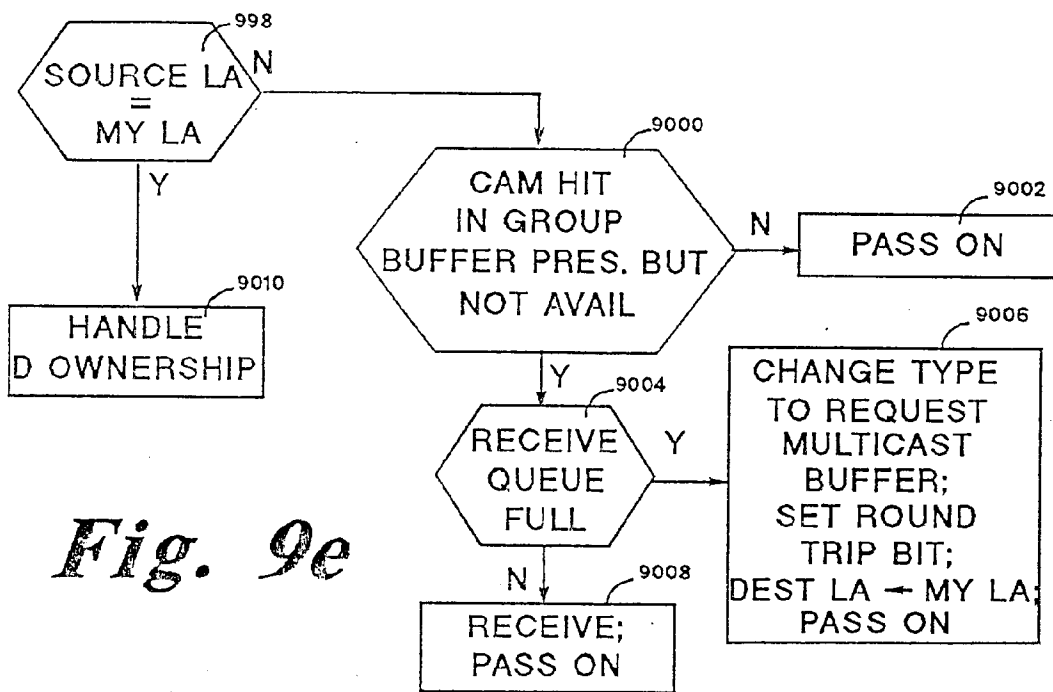 998
SOURCE LA
=
MY LA
N
Y
9010
HANDLE
D OWNERSHIP
9000
CAM HIT
IN GROUP
BUFFER PRES. BUT
NOT AVAIL
N
9002
PASS ON
Y
9004
RECEIVE
QUEUE
FULL
Y
9006
CHANGE TYPE
TO REQUEST
MULTICAST
BUFFER;
SET ROUND
TRIP BIT;
DEST LA ← MY LA;
PASS ON
N
9008
RECEIVE;
PASS ON
Fig. 9e